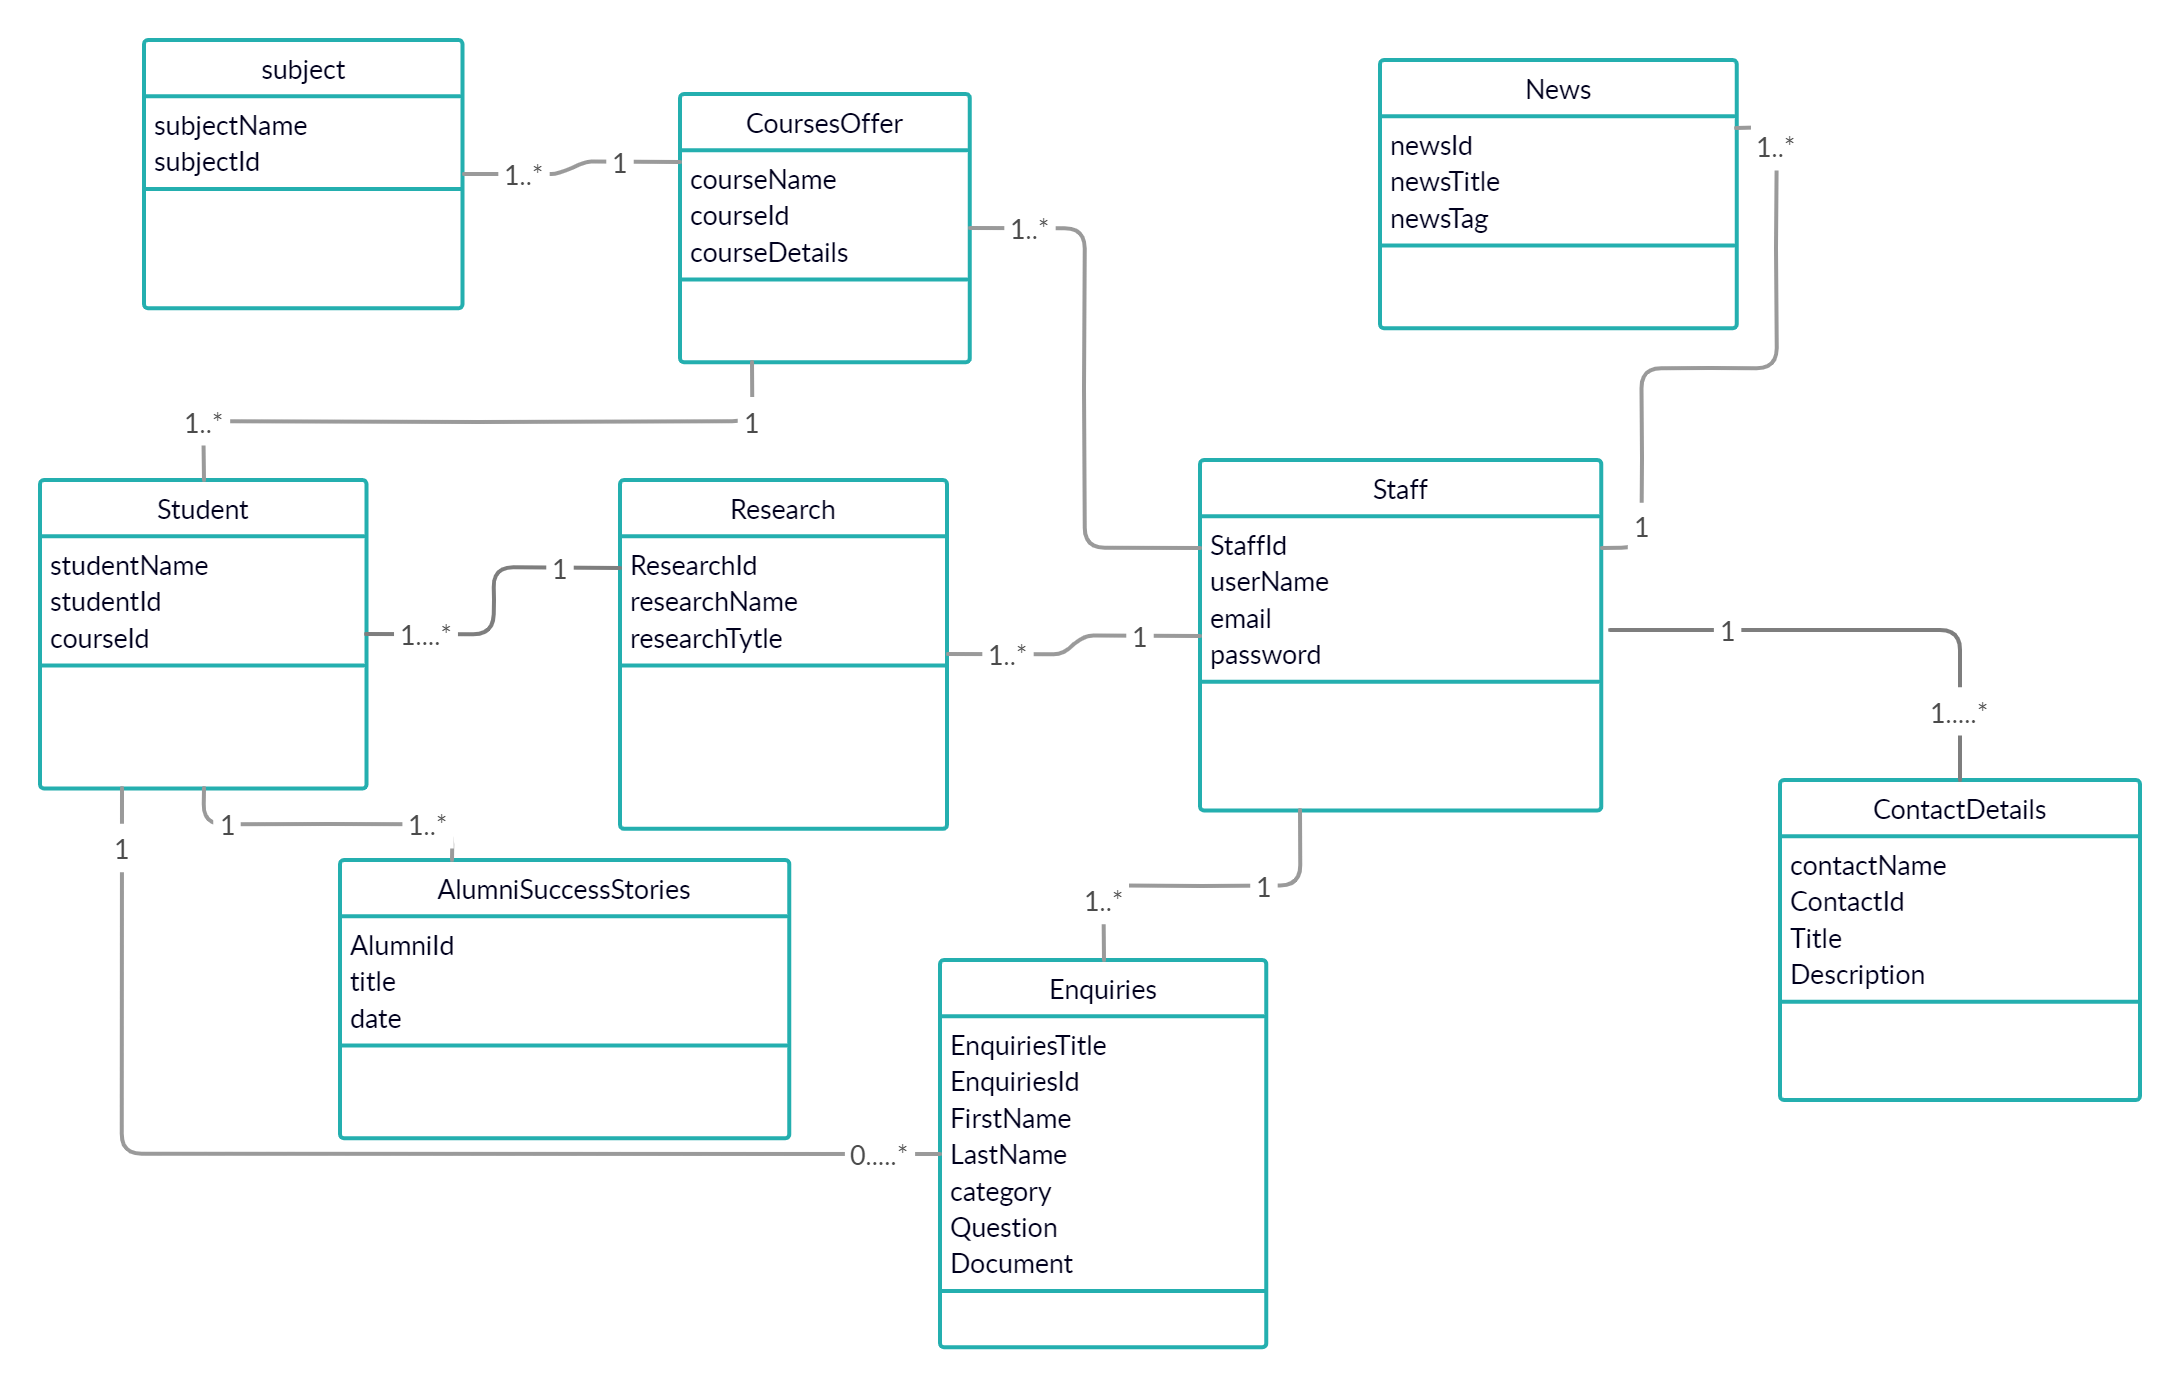 subject
subjectName
subjectId
1..*
1
CoursesOffer
courseName
courseId
courseDetails
1..*
News
newsId
newsTitle
newsTag
1..*
1..*
1
Student
studentName
studentId
courseId
1....*
1
Research
ResearchId
researchName
researchTytle
1..*
1
Staff
StaffId
userName
email
password
1
1
1.....*
1
1
1..*
AlumniSuccessStories
AlumniId
title
date
1..*
1
ContactDetails
contactName
ContactId
Title
Description
0.....*
Enquiries
EnquiriesTitle
EnquiriesId
FirstName
LastName
category
Question
Document